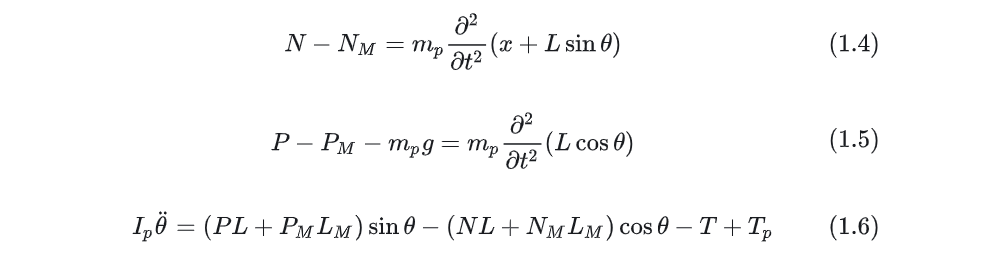 N − N_M = m_p ∂²/∂t² (x + L sin θ) (1.4)
P − P_M − m_p g = m_p ∂²/∂t² (L cos θ) (1.5)
I_p θ̈ = (PL + P_M L_M) sin θ − (NL + N_M L_M) cos θ − T + T_p (1.6)